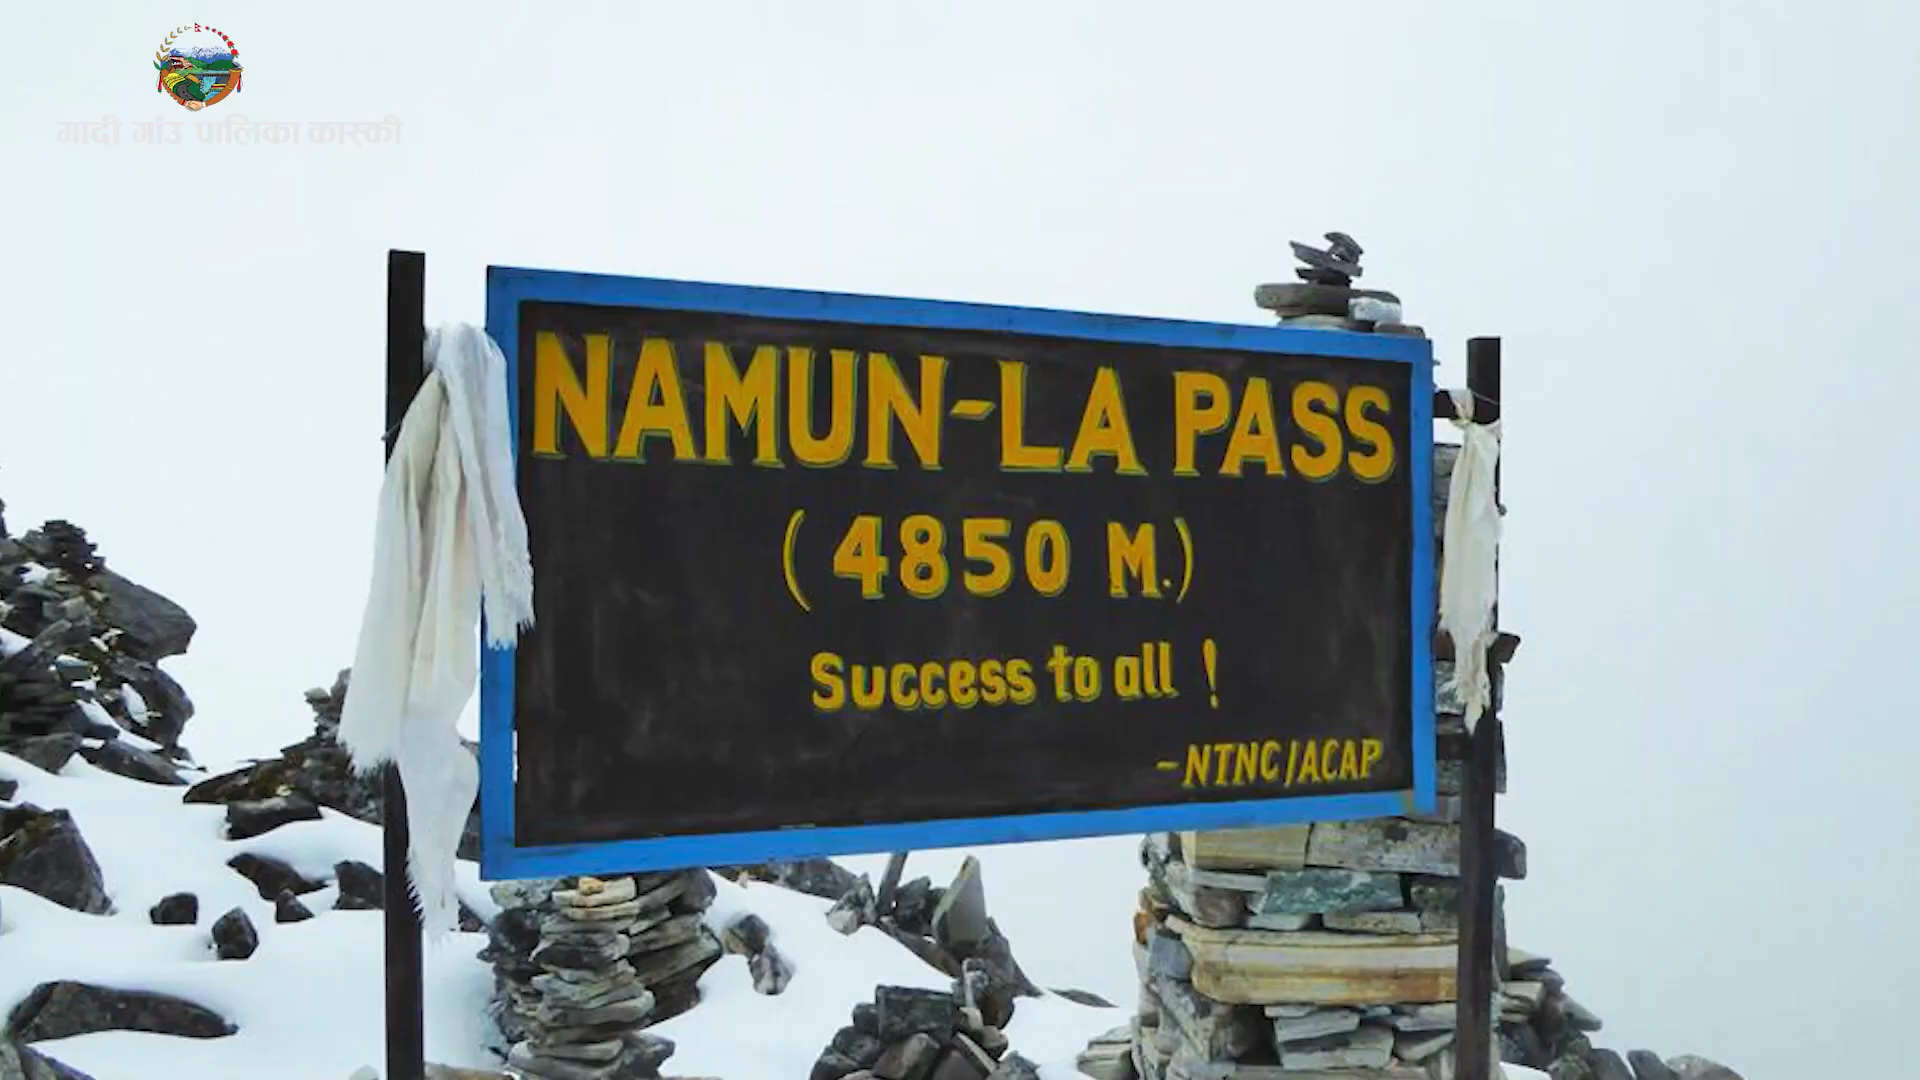 मादी गाँउ पालिका कास्की
NAMUN-LA PASS
(4850 M.)
Success to all !
-NTNC/ACAP